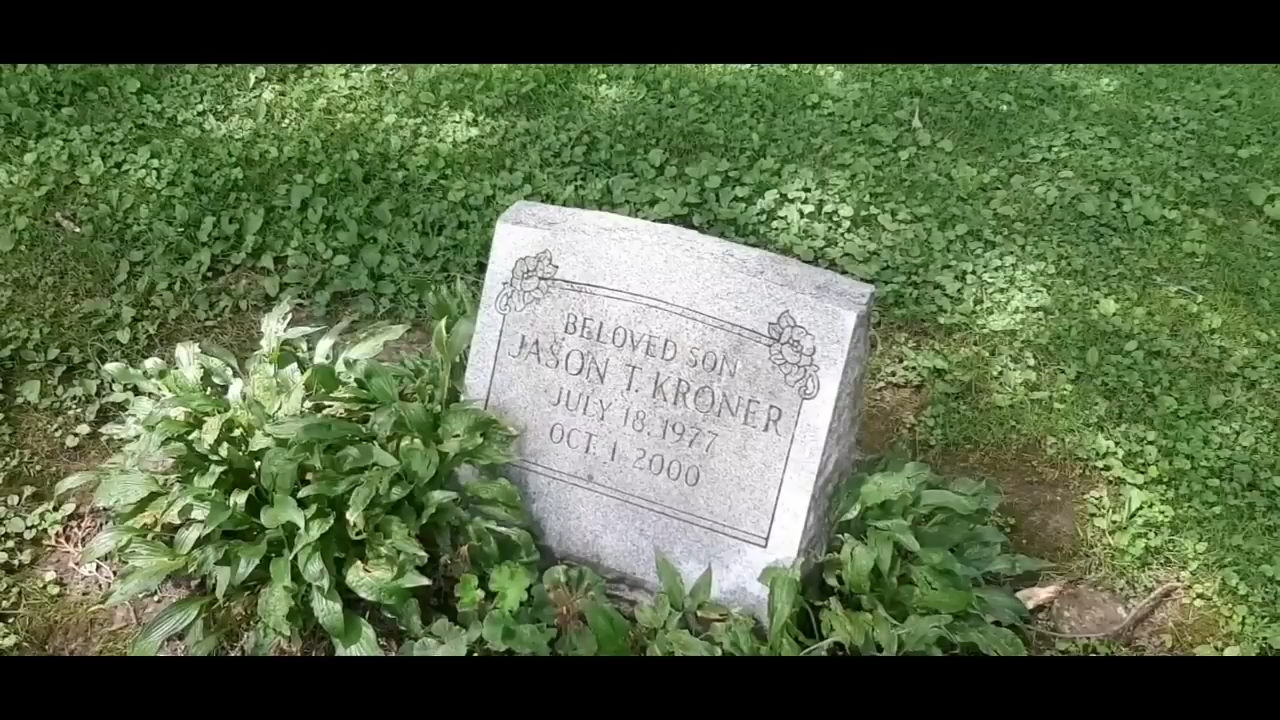 BELOVED SON
JASON T. KRONER
JULY 18, 1977
OCT. 1 2000